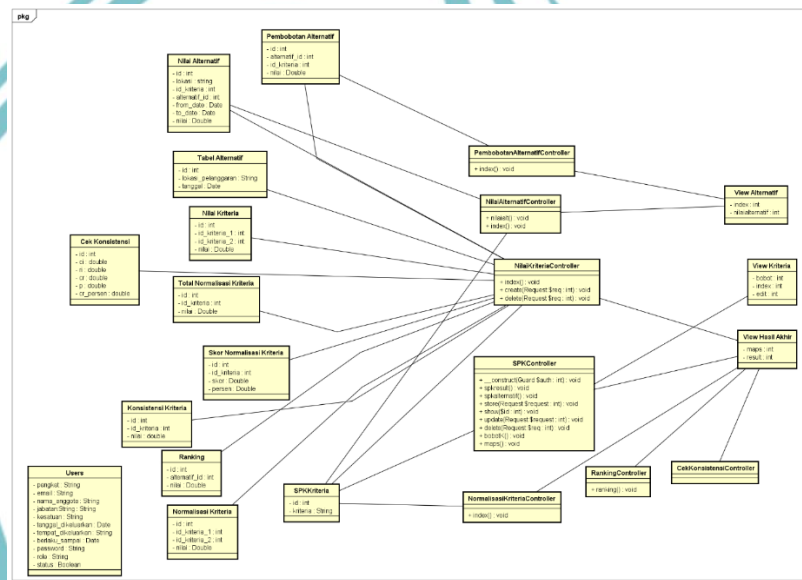 pkg
Pembobotan Alternatif
- id : int
- alternatif_id : int
- id_kriteria : int
- nilai : Double
Nilai Alternatif
- id : int
- lokasi : string
- id_kriteria : int
- alternatif_id : int
- from_date : Date
- to_date : Date
- nilai : Double
PembobotanAlternatifController
+ index() : void
Tabel Alternatif
- id : int
- lokasi_pelanggaran : String
- tanggal : Date
View Alternatif
- index : int
- nilaialternatif : int
NilaiAlternatifController
+ nilaialt() : void
+ index() : void
Nilai Kriteria
- id : int
- id_kriteria_1 : int
- id_kriteria_2 : int
- nilai : Double
Cek Konsistensi
- id : int
- ci : double
- ri : double
- cr : double
- p : double
- cr_persen : double
NilaiKriteriaController
+ index() : void
+ create(Request $req : int) : void
+ delete(Request $req : int) : void
View Kriteria
- bobot : int
- index : int
- edit : int
Total Normalisasi Kriteria
- id : int
- id_kriteria : int
- nilai : Double
View Hasil Akhir
- maps : int
- result : int
Skor Normalisasi Kriteria
- id : int
- id_kriteria : int
- skor : Double
- persen : Double
SPKController
+ __construct(Guard $auth : int) : void
+ spkresult() : void
+ spkalternatif() : void
+ store(Request $request : int) : void
+ show($id : int) : void
+ update(Request $request : int) : void
+ delete(Request $req : int) : void
+ bobotK() : void
+ maps() : void
Konsistensi Kriteria
- id : int
- id_kriteria : int
- nilai : double
Ranking
- id : int
- alternatif_id : int
- nilai : Double
Users
- pangkat : String
- email : String
- nama_anggota : String
- jabatan:String : String
- kesatuan : String
- tanggal_dikeluarkan : Date
- tempat_dikeluarkan : String
- berlaku_sampai : Date
- password : String
- role : String
- status : Boolean
SPKKriteria
- id : int
- kriteria : String
NormalisasiKriteriaController
+ index() : void
RankingController
+ ranking() : void
CekKonsistensiController
Normalisasi Kriteria
- id : int
- id_kriteria_1 : int
- id_kriteria_2 : int
- nilai : Double